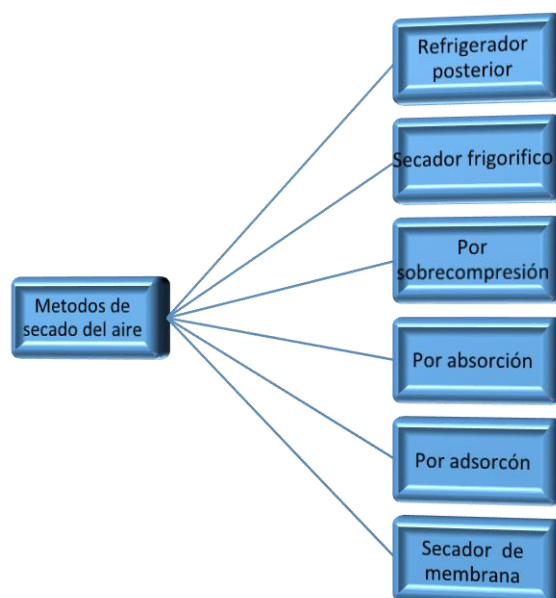 Refrigerador
posterior
Secador frigorifico
Por
sobrecompresión
Metodos de
secado del aire
Por absorción
Por adsorcón
Secador de
membrana